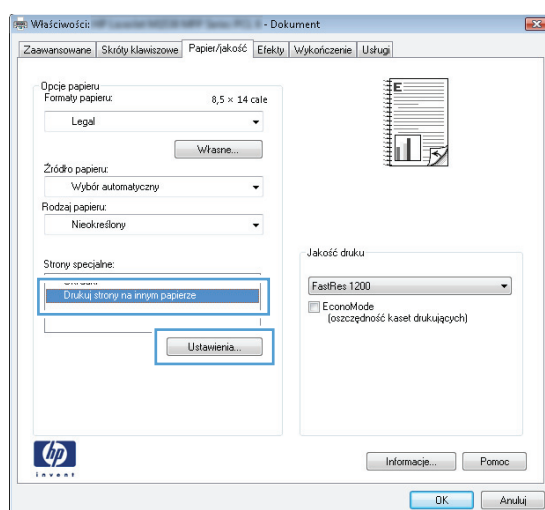 Właściwości: - Dokument
Zaawansowane Skróty klawiszowe Papier/jakość Efekty Wykończenie Usługi
Opcje papieru
Formaty papieru: 8,5 × 14 cale
Legal
Własne...
Źródło papieru:
Wybór automatyczny
Rodzaj papieru:
Nieokreślony
Strony specjalne:
Drukuj strony na innym papierze
Ustawienia...
E
Jakość druku
FastRes 1200
EconoMode
(oszczędność kaset drukujących)
hp
invent
Informacje... Pomoc
OK Anuluj